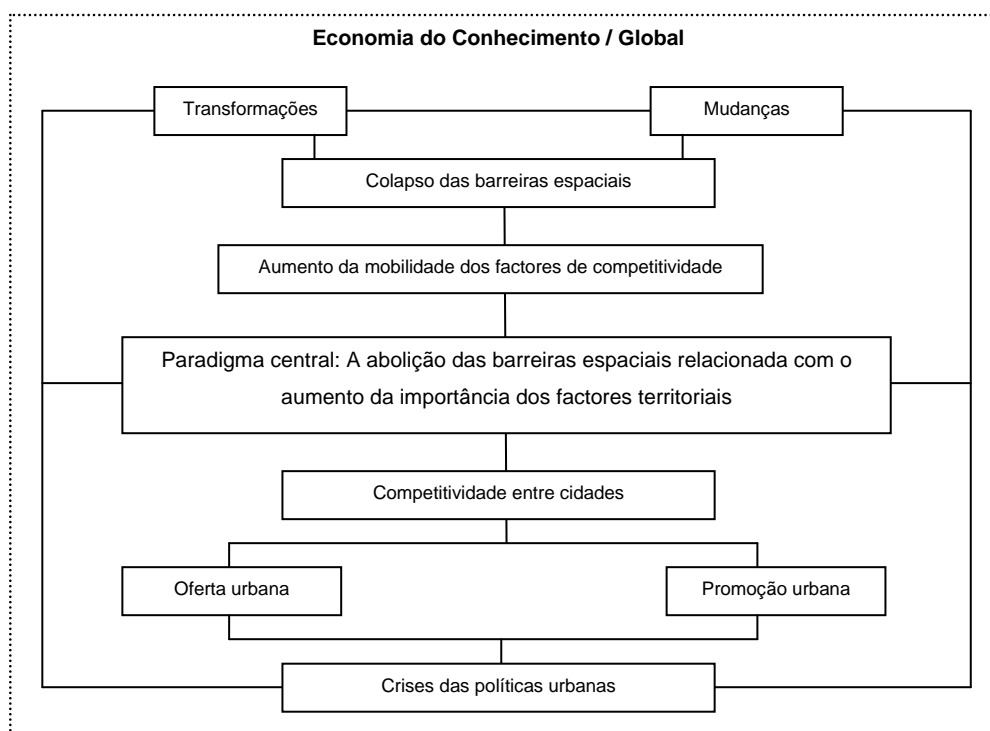 Economia do Conhecimento / Global
Transformações
Mudanças
Colapso das barreiras espaciais
Aumento da mobilidade dos factores de competitividade
Paradigma central: A abolição das barreiras espaciais relacionada com o
aumento da importância dos factores territoriais
Competitividade entre cidades
Oferta urbana
Promoção urbana
Crises das políticas urbanas